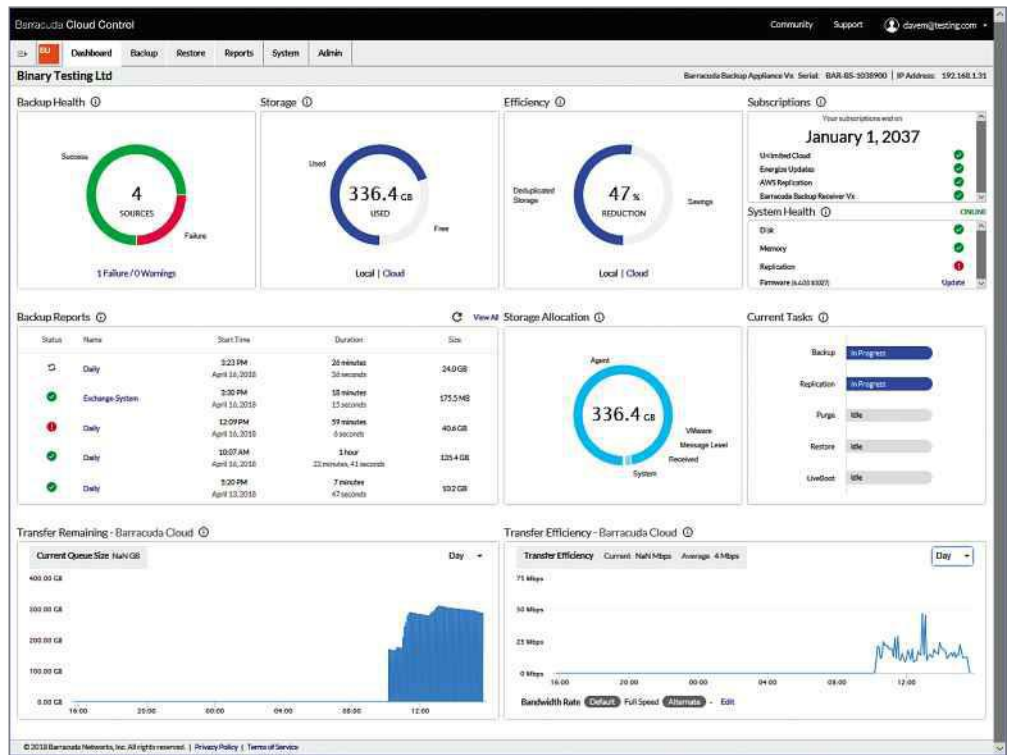 Barracuda Cloud Control
Community Support davem@testing.com
BU Dashboard Backup Restore Reports System Admin
Binary Testing Ltd
Barracuda Backup Appliance Vx Serial: BAR-BS-1038900 | IP Address: 192.168.1.31
Backup Health
Success
4
SOURCES
Failure
1 Failure / 0 Warnings
Storage
Used
336.4 GB
USED
Free
Local | Cloud
Efficiency
Deduplicated
Storage
47%
REDUCTION
Savings
Local | Cloud
Subscriptions
Your subscriptions end on
January 1, 2037
Unlimited Cloud
Energize Updates
AWS Replication
Barracuda Backup Receiver Vx
System Health ONLINE
Disk
Memory
Replication
Firmware Update
Backup Reports View All
Status Name Start Time Duration Size
Daily 3:23 PM April 16, 2018 26 minutes seconds 24.0 GB
Exchange System 3:30 PM April 16, 2018 18 minutes 15 seconds 175.5 MB
Daily 12:09 PM April 16, 2018 59 minutes 6 seconds 40.6 GB
Daily 10:07 AM April 16, 2018 1 hour minutes, 41 seconds GB
Daily 5:20 PM April 13, 2018 7 minutes 47 seconds 10.2 GB
Storage Allocation
Agent
336.4 GB
VMware
Message Level
Received
System
Current Tasks
Backup In Progress
Replication In Progress
Purge Idle
Restore Idle
LiveBoot Idle
Transfer Remaining - Barracuda Cloud
Current Queue Size NaN GB Day
400.00 GB
300.00 GB
200.00 GB
100.00 GB
0.00 GB
16:00 20:00 00:00 04:00 08:00 12:00
Transfer Efficiency - Barracuda Cloud
Transfer Efficiency Current NaN Mbps Average 4 Mbps Day
75 Mbps
50 Mbps
25 Mbps
0 Mbps
16:00 20:00 00:00 04:00 08:00 12:00
Bandwidth Rate Default Full Speed Alternate - Edit
© 2018 Barracuda Networks, Inc. All rights reserved. | Privacy Policy | Terms of Service